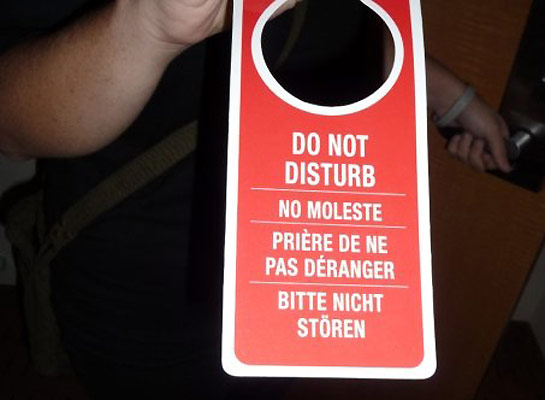 DO NOT
DISTURB
NO MOLESTE
PRIÈRE DE NE
PAS DÉRANGER
BITTE NICHT
STÖREN